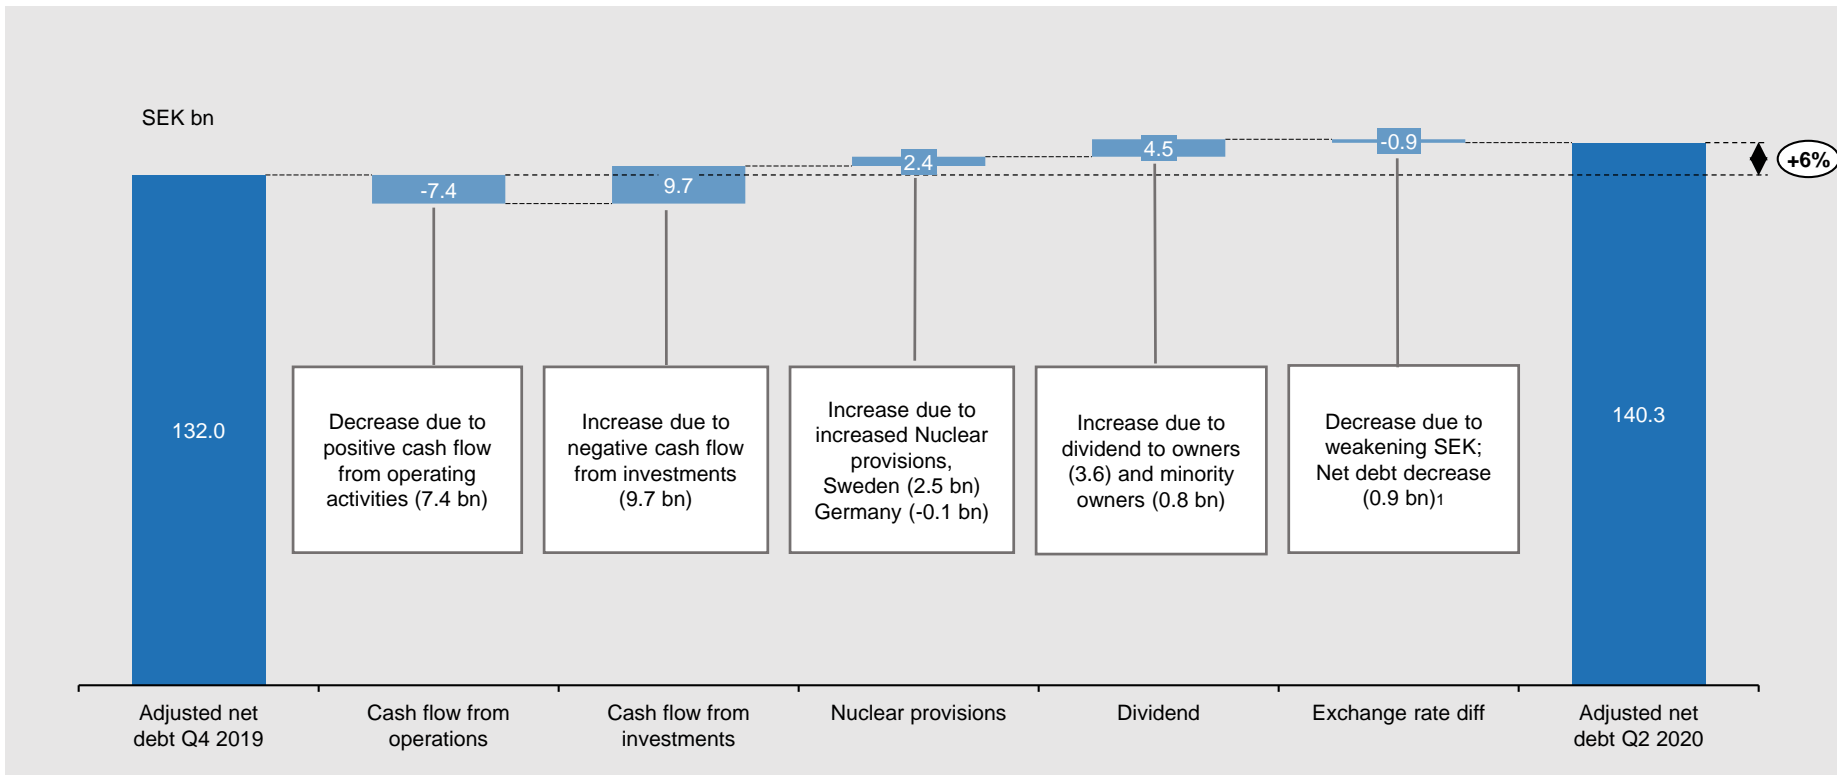 SEK bn
132.0
-7.4
9.7
2.4
4.5
-0.9
140.3
+6%
Decrease due to
positive cash flow
from operating
activities (7.4 bn)
Increase due to
negative cash flow
from investments
(9.7 bn)
Increase due to
increased Nuclear
provisions,
Sweden (2.5 bn)
Germany (-0.1 bn)
Increase due to
dividend to owners
(3.6) and minority
owners (0.8 bn)
Decrease due to
weakening SEK;
Net debt decrease
(0.9 bn)1
Adjusted net
debt Q4 2019
Cash flow from
operations
Cash flow from
investments
Nuclear provisions
Dividend
Exchange rate diff
Adjusted net
debt Q2 2020